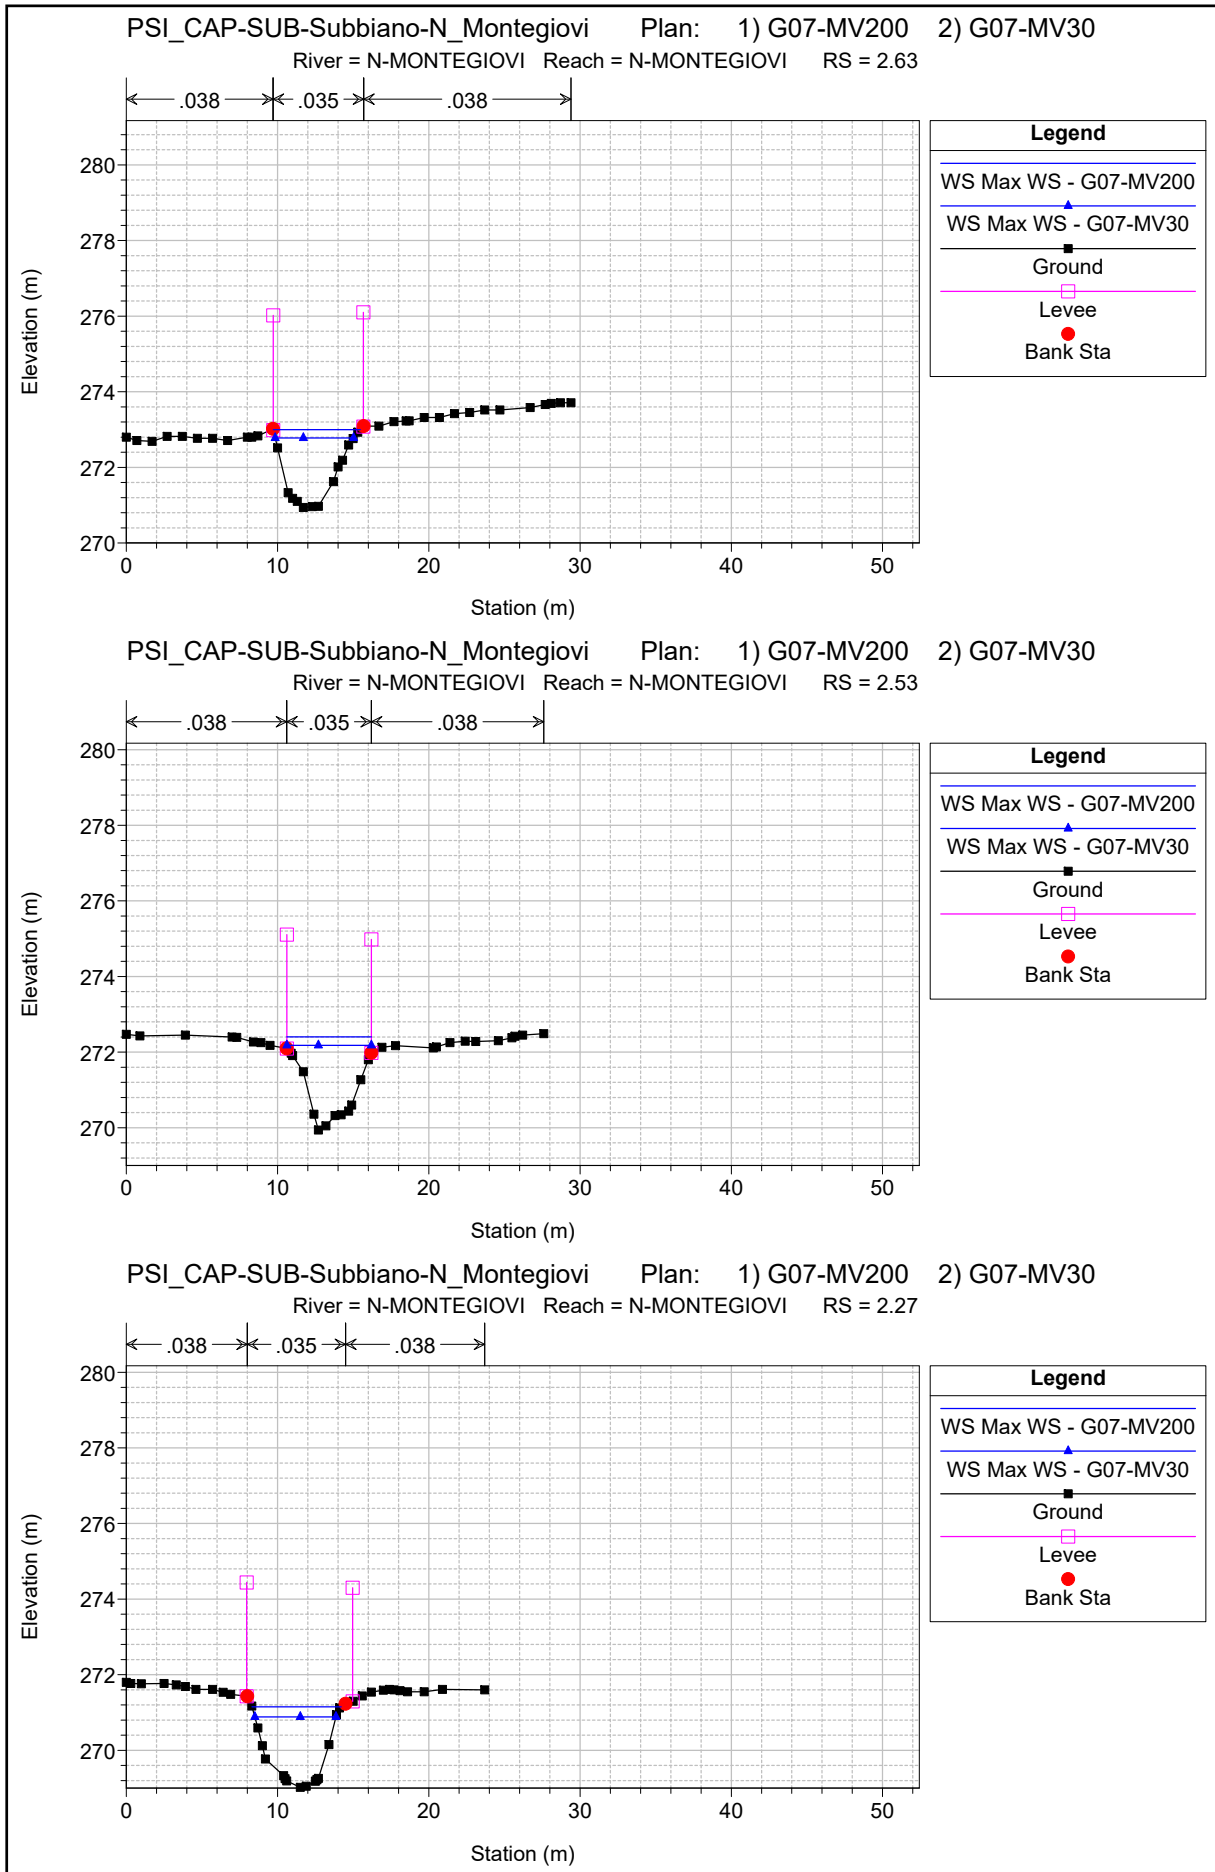 PSI_CAP-SUB-Subbiano-N_Montegiovi Plan: 1) G07-MV200 2) G07-MV30
River = N-MONTEGIOVI Reach = N-MONTEGIOVI RS = 2.63
.038 .035 .038
Legend
WS Max WS - G07-MV200
WS Max WS - G07-MV30
Ground
Levee
Bank Sta
Elevation (m)
280
278
276
274
272
270
0 10 20 30 40 50
Station (m)
PSI_CAP-SUB-Subbiano-N_Montegiovi Plan: 1) G07-MV200 2) G07-MV30
River = N-MONTEGIOVI Reach = N-MONTEGIOVI RS = 2.53
.038 .035 .038
Legend
WS Max WS - G07-MV200
WS Max WS - G07-MV30
Ground
Levee
Bank Sta
Elevation (m)
280
278
276
274
272
270
0 10 20 30 40 50
Station (m)
PSI_CAP-SUB-Subbiano-N_Montegiovi Plan: 1) G07-MV200 2) G07-MV30
River = N-MONTEGIOVI Reach = N-MONTEGIOVI RS = 2.27
.038 .035 .038
Legend
WS Max WS - G07-MV200
WS Max WS - G07-MV30
Ground
Levee
Bank Sta
Elevation (m)
280
278
276
274
272
270
0 10 20 30 40 50
Station (m)